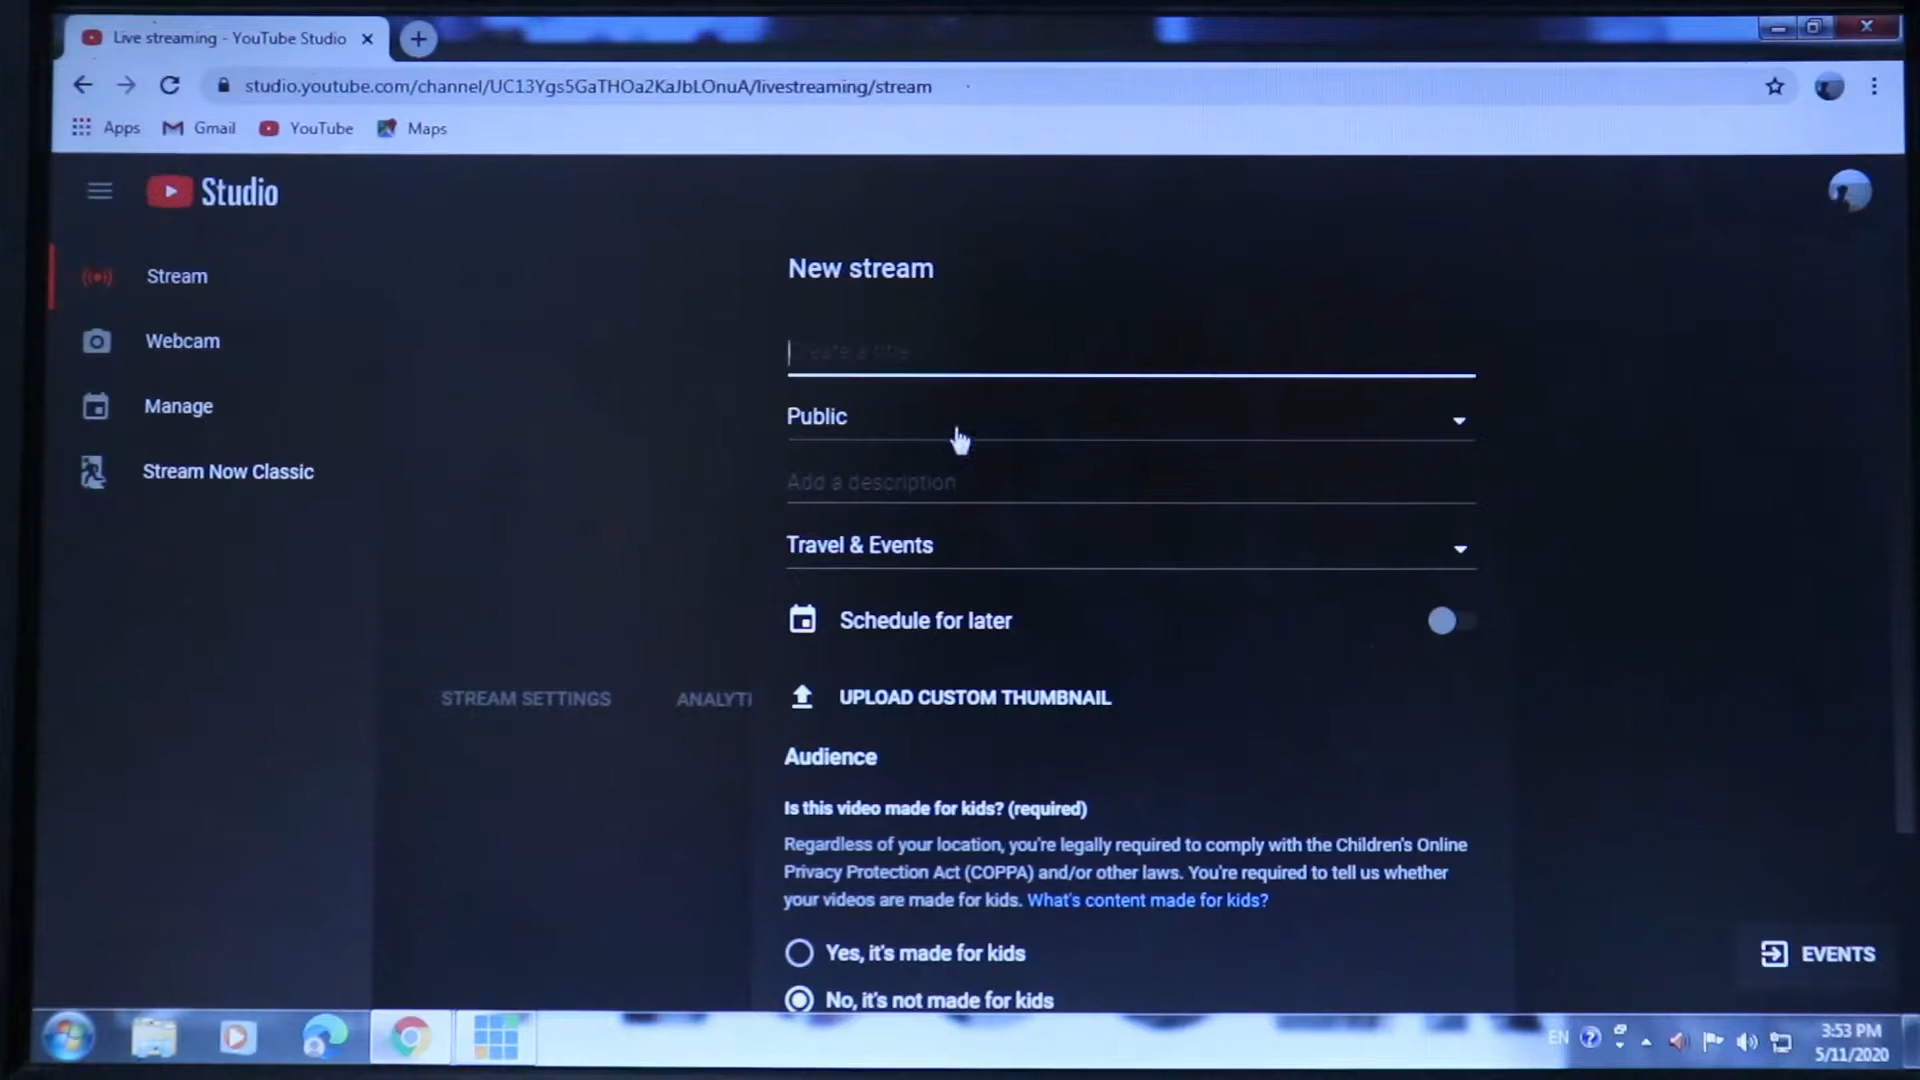 Live streaming - YouTube Studio
studio.youtube.com/channel/UC13Ygs5GaTHOa2KaJbLOnuA/livestreaming/stream
Apps
Gmail
YouTube
Maps
Studio
Stream
Webcam
Manage
Stream Now Classic
New stream
Create a title
Public
Add a description
Travel & Events
Schedule for later
STREAM SETTINGS
ANALYTI
UPLOAD CUSTOM THUMBNAIL
Audience
Is this video made for kids? (required)
Regardless of your location, you're legally required to comply with the Children's Online
Privacy Protection Act (COPPA) and/or other laws. You're required to tell us whether
your videos are made for kids. What's content made for kids?
Yes, it's made for kids
No, it's not made for kids
EVENTS
EN
3:53 PM
5/11/2020